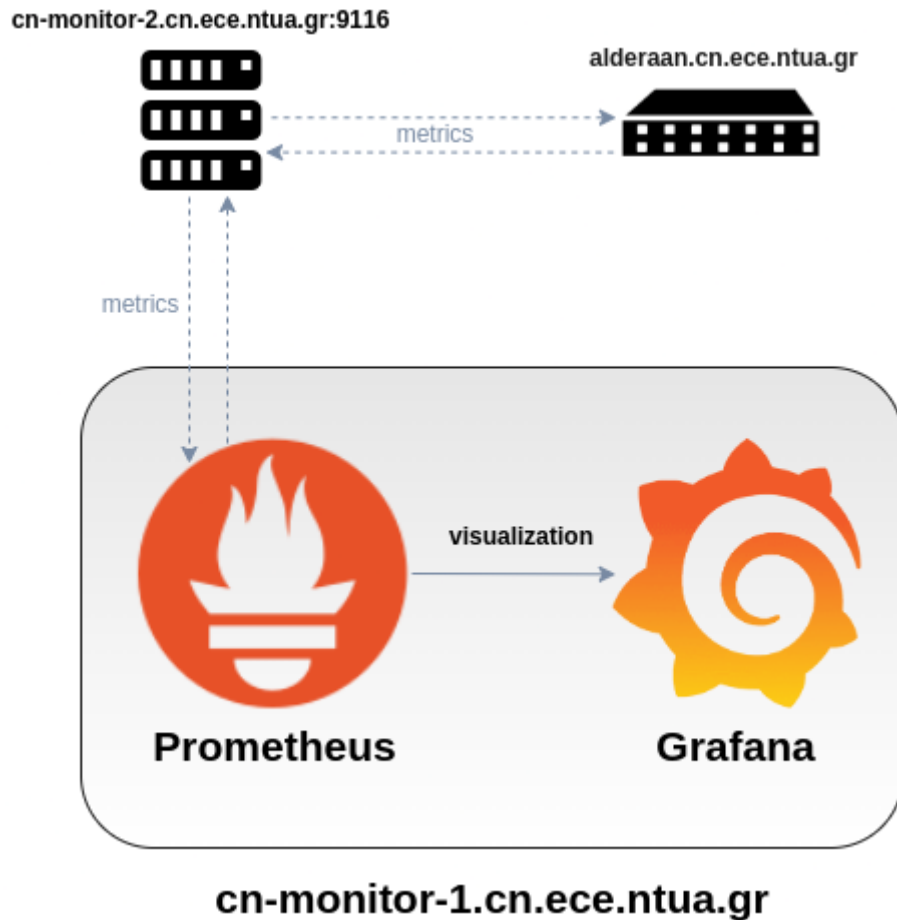 cn-monitor-2.cn.ece.ntua.gr:9116
alderaan.cn.ece.ntua.gr
metrics
metrics
visualization
Prometheus
Grafana
cn-monitor-1.cn.ece.ntua.gr